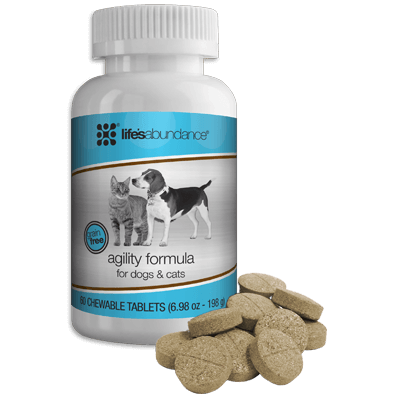 life'sabundance®
grain
free
agility formula
for dogs & cats
60 CHEWABLE TABLETS (6.98 oz - 198 g)